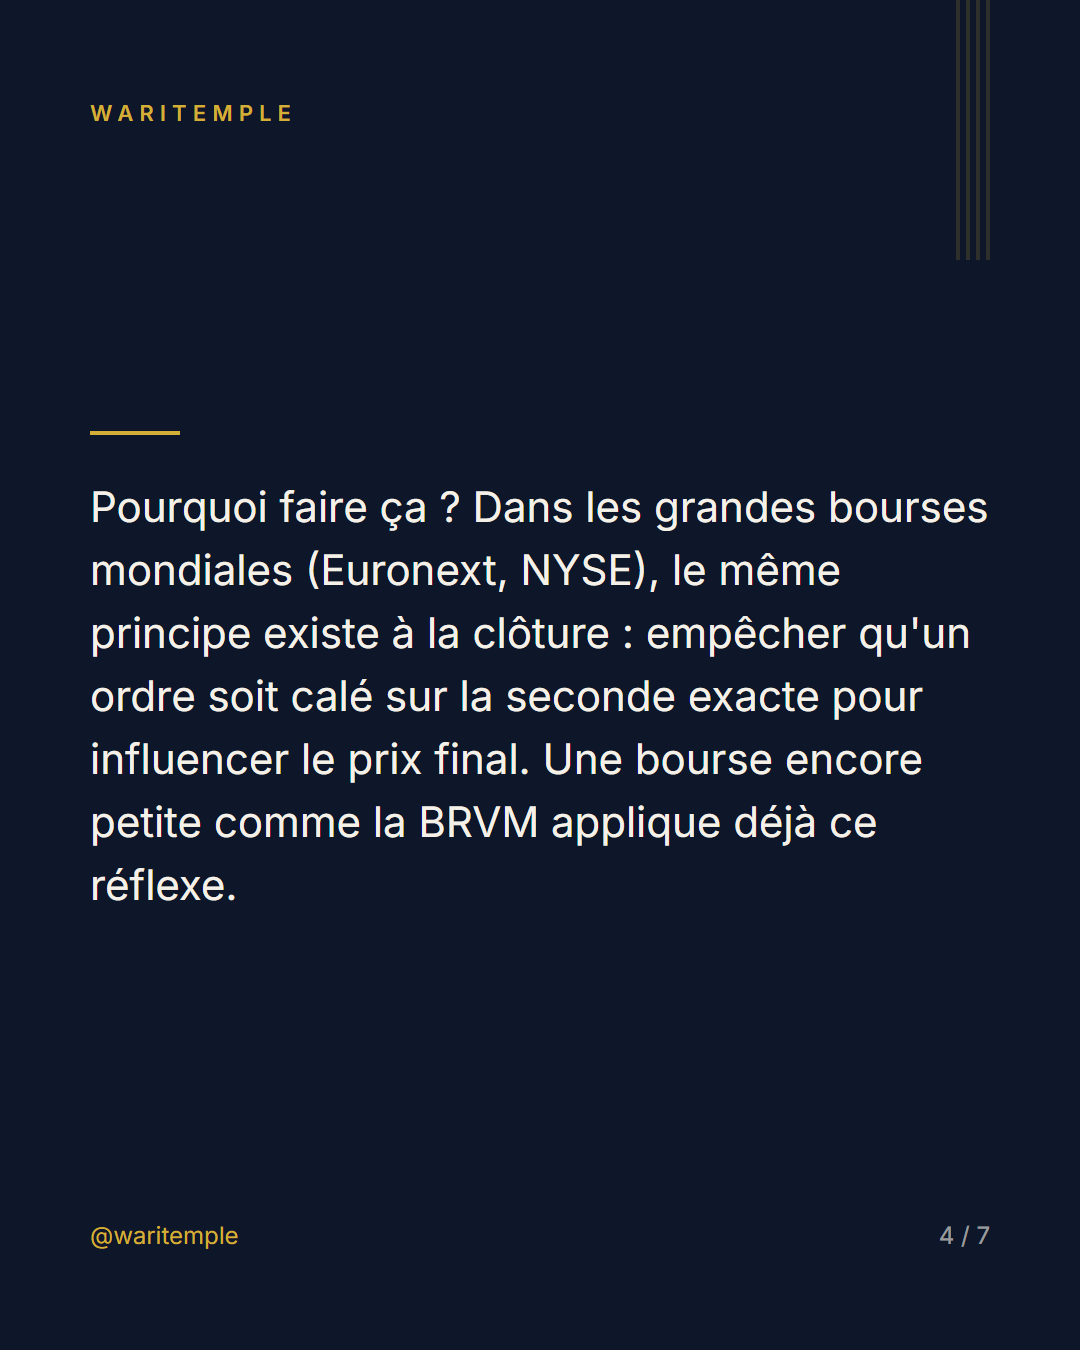 WARITEMPLE
Pourquoi faire ça ? Dans les grandes bourses
mondiales (Euronext, NYSE), le même
principe existe à la clôture : empêcher qu'un
ordre soit calé sur la seconde exacte pour
influencer le prix final. Une bourse encore
petite comme la BRVM applique déjà ce
réflexe.
@waritemple
4 / 7